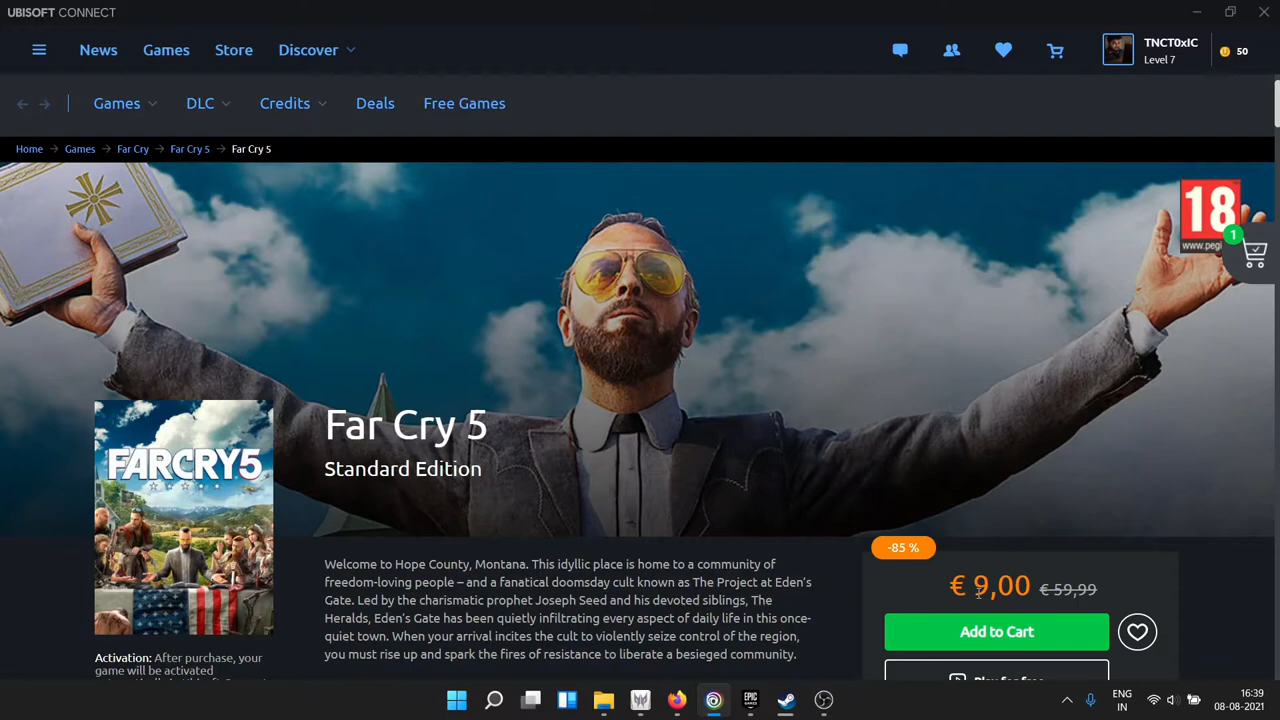 UBISOFT CONNECT
News Games Store Discover
TNCT0xIC
Level 7
50
Games DLC Credits Deals Free Games
Home Games Far Cry Far Cry 5 Far Cry 5
18
www.pegi
1
Far Cry 5
Standard Edition
FARCRY5
-85 %
€ 9,00 € 59,99
Add to Cart
Welcome to Hope County, Montana. This idyllic place is home to a community of
freedom-loving people – and a fanatical doomsday cult known as The Project at Eden's
Gate. Led by the charismatic prophet Joseph Seed and his devoted siblings, The
Heralds, Eden's Gate has been quietly infiltrating every aspect of daily life in this once-
quiet town. When your arrival incites the cult to violently seize control of the region,
you must rise up and spark the fires of resistance to liberate a besieged community.
Activation: After purchase, your
game will be activated
Play for free
EPIC
GAMES
ENG
IN
16:39
08-08-2021